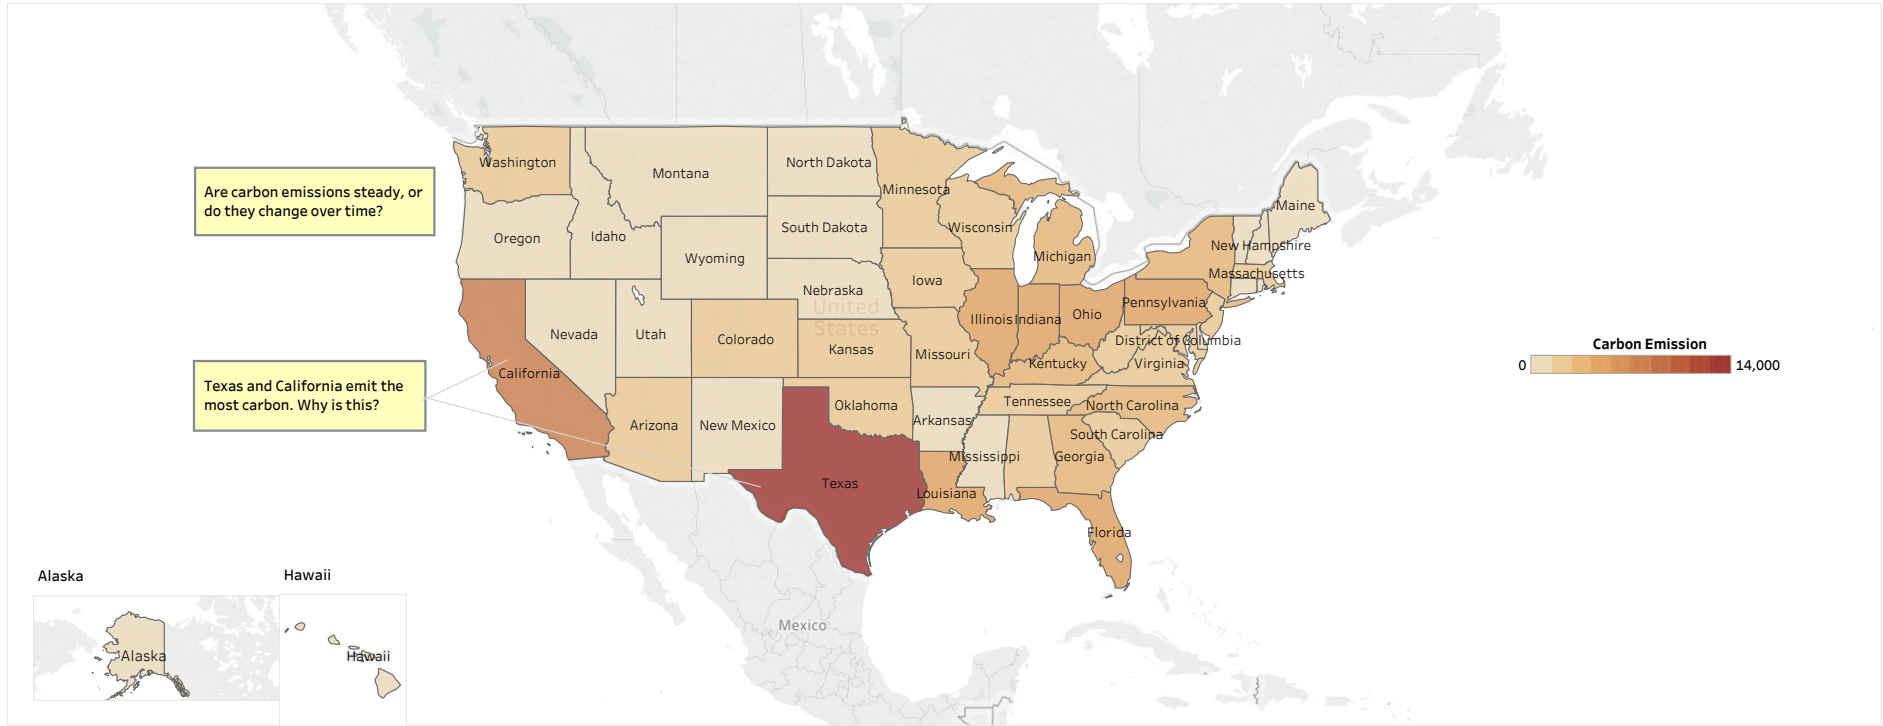 Washington
Montana
North Dakota
Minnesota
Are carbon emissions steady, or
do they change over time?
Oregon
Idaho
South Dakota
Wisconsin
Maine
Wyoming
Michigan
New Hampshire
Massachusetts
Nebraska
Iowa
United
States
Pennsylvania
Illinois
Indiana
Ohio
Nevada
Utah
Colorado
Kansas
Missouri
District of Columbia
Kentucky
Virginia
Carbon Emission
0
14,000
Texas and California emit the
most carbon. Why is this?
California
Arizona
New Mexico
Oklahoma
Arkansas
Tennessee
North Carolina
South Carolina
Mississippi
Georgia
Texas
Louisiana
Florida
Alaska
Hawaii
Alaska
Hawaii
Mexico